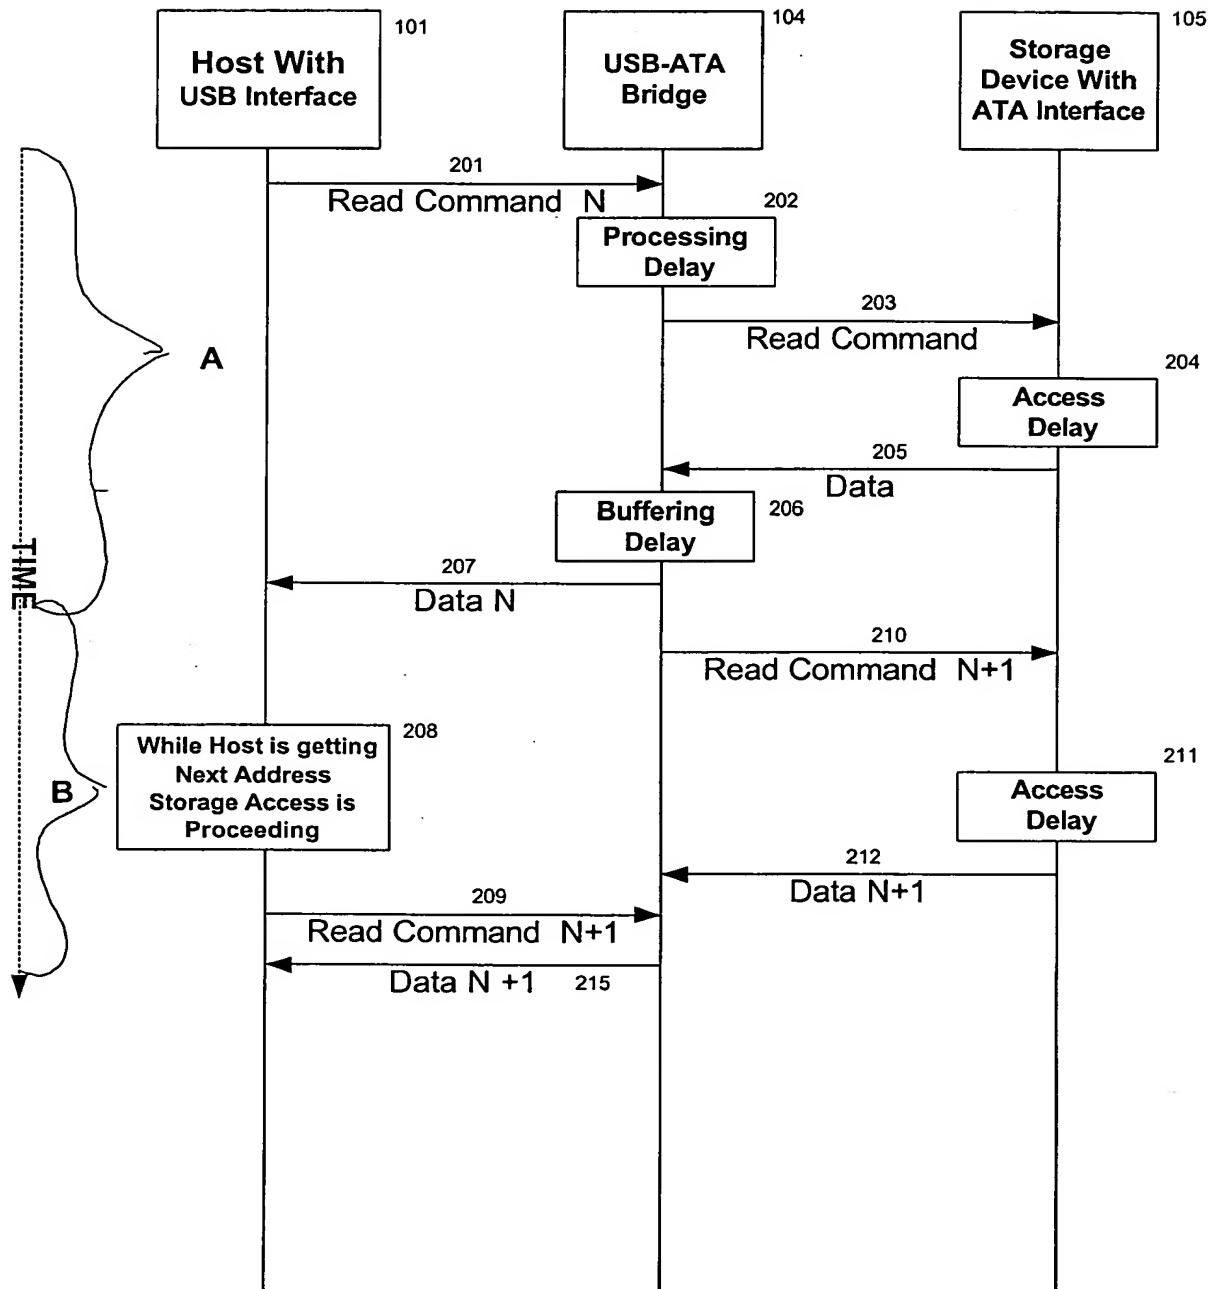 101
104
105
Host With
USB Interface
USB-ATA
Bridge
Storage
Device With
ATA Interface
201
Read Command N
202
Processing
Delay
203
Read Command
A
204
Access
Delay
205
Data
Buffering
Delay
206
TIME
207
Data N
210
Read Command N+1
208
While Host is getting
Next Address
Storage Access is
Proceeding
B
211
Access
Delay
212
Data N+1
209
Read Command N+1
Data N +1
215